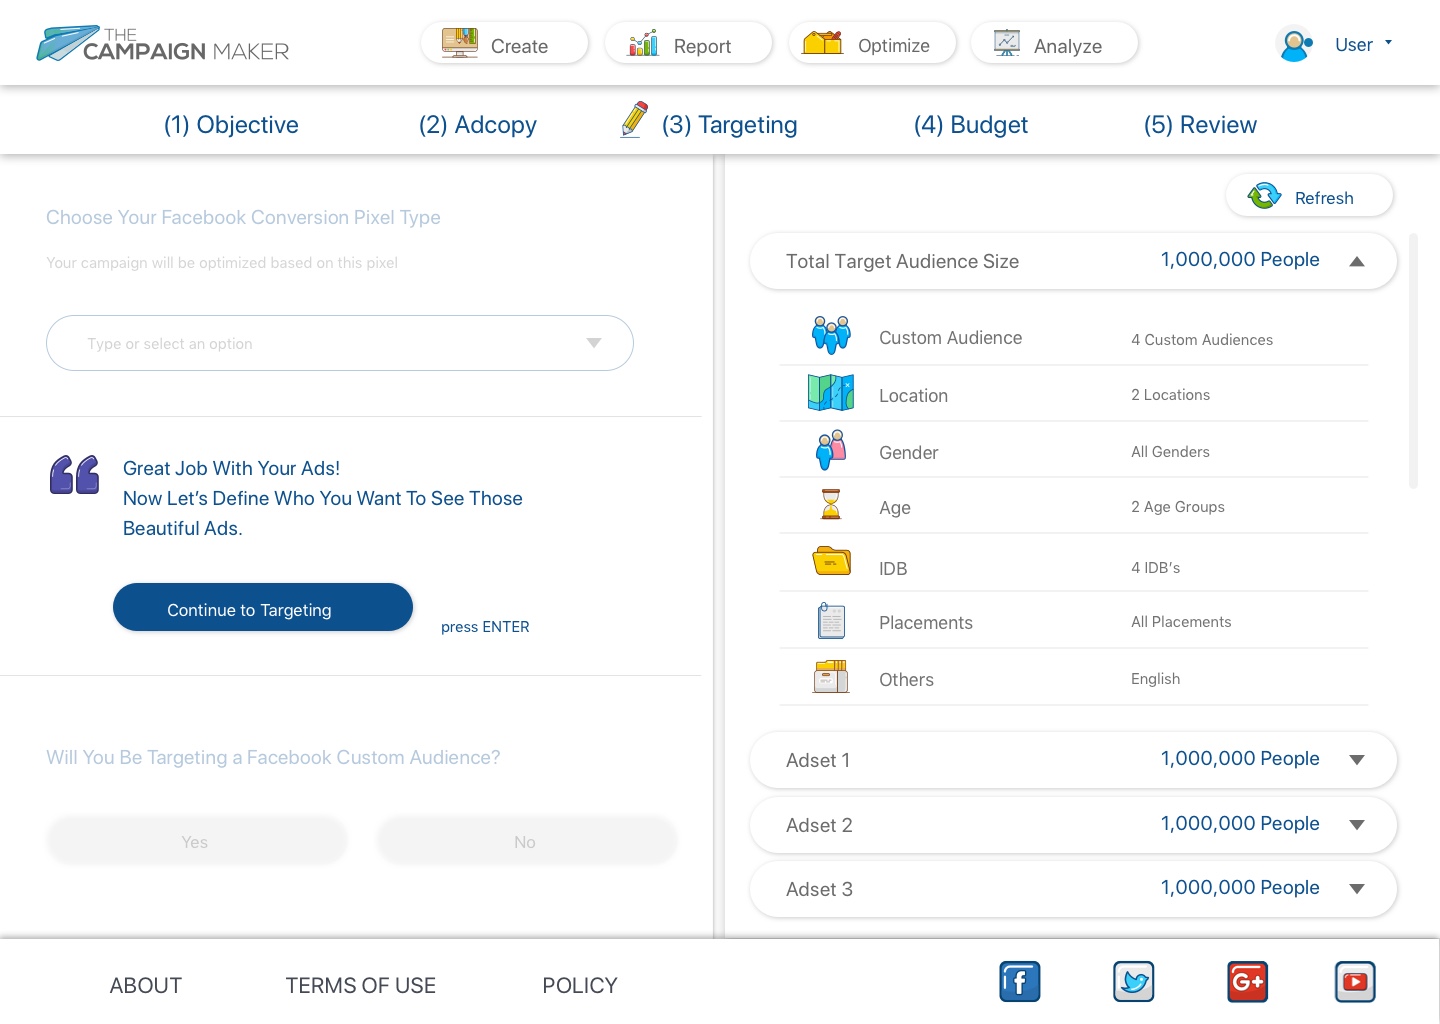 THE
CAMPAIGN MAKER
Create
Report
Optimize
Analyze
User
(1) Objective
(2) Adcopy
(3) Targeting
(4) Budget
(5) Review
Choose Your Facebook Conversion Pixel Type
Your campaign will be optimized based on this pixel
Type or select an option
Great Job With Your Ads!
Now Let’s Define Who You Want To See Those
Beautiful Ads.
Continue to Targeting
press ENTER
Will You Be Targeting a Facebook Custom Audience?
Yes
No
Refresh
Total Target Audience Size
1,000,000 People
Custom Audience
4 Custom Audiences
Location
2 Locations
Gender
All Genders
Age
2 Age Groups
IDB
4 IDB’s
Placements
All Placements
Others
English
Adset 1
1,000,000 People
Adset 2
1,000,000 People
Adset 3
1,000,000 People
ABOUT
TERMS OF USE
POLICY
f
G+